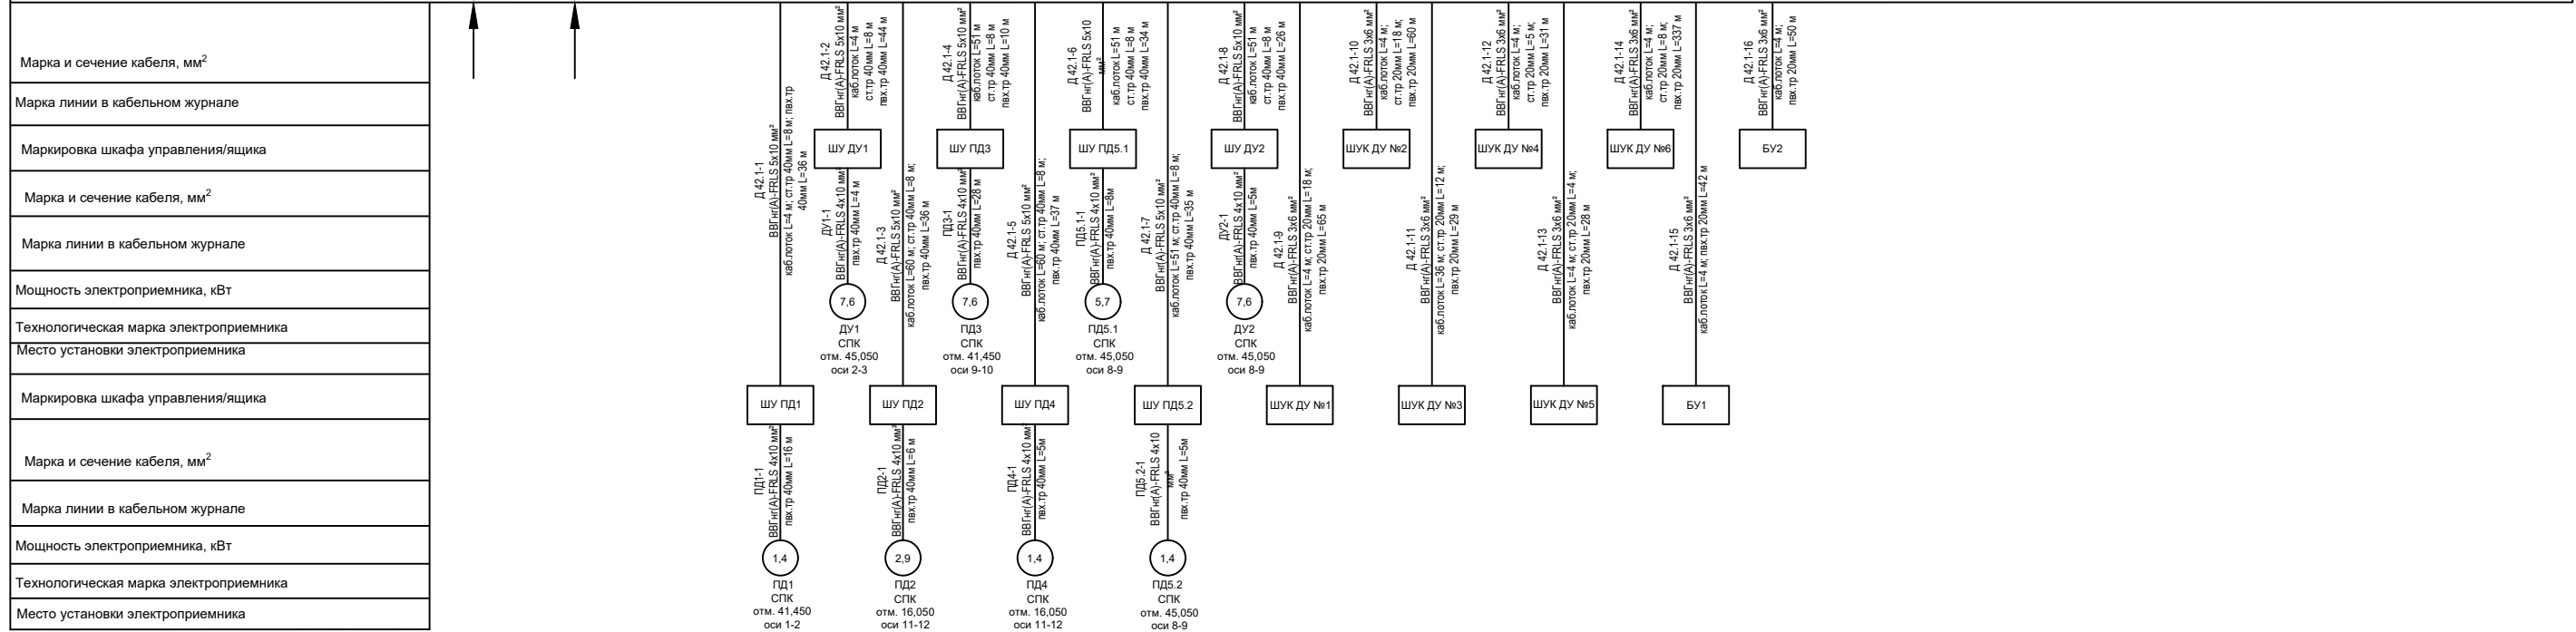 Марка и сечение кабеля, мм²
Марка линии в кабельном журнале
Маркировка шкафа управления/ящика
Марка и сечение кабеля, мм²
Марка линии в кабельном журнале
Мощность электроприемника, кВт
Технологическая марка электроприемника
Место установки электроприемника
Маркировка шкафа управления/ящика
Марка и сечение кабеля, мм²
Марка линии в кабельном журнале
Мощность электроприемника, кВт
Технологическая марка электроприемника
Место установки электроприемника
Д 42.1-1
ВВГнг(А)-FRLS 5х10 мм²
каб.лоток L=4 м; ст.тр 40мм L=8 м; пвх.тр
40мм L=36 м
ШУ ПД1
ПД1-1
ВВГнг(А)-FRLS 4х10 мм²
пвх.тр 40мм L=16 м
1,4
ПД1
СПК
отм. 41,450
оси 1-2
Д 42.1-2
ВВГнг(А)-FRLS 5х10 мм²
каб.лоток L=4 м
ст.тр 40мм L=8 м
пвх.тр 40мм L=44 м
ШУ ДУ1
ДУ1-1
ВВГнг(А)-FRLS 4х10 мм²
пвх.тр 40мм L=4 м
7,6
ДУ1
СПК
отм. 45,050
оси 2-3
Д 42.1-3
ВВГнг(А)-FRLS 5х10 мм²
каб.лоток L=60 м; ст.тр 40мм L=8 м;
пвх.тр 40мм L=36 м
ШУ ПД2
ПД2-1
ВВГнг(А)-FRLS 4х10 мм²
пвх.тр 40мм L=6 м
2,9
ПД2
СПК
отм. 16,050
оси 11-12
Д 42.1-4
ВВГнг(А)-FRLS 5х10 мм²
каб.лоток L=51 м
ст.тр 40мм L=8 м
пвх.тр 40мм L=10 м
ШУ ПД3
ПД3-1
ВВГнг(А)-FRLS 4х10 мм²
пвх.тр 40мм L=28 м
7,6
ПД3
СПК
отм. 41,450
оси 9-10
Д 42.1-5
ВВГнг(А)-FRLS 5х10 мм²
каб.лоток L=60 м; ст.тр 40мм L=8 м;
пвх.тр 40мм L=37 м
ШУ ПД4
ПД4-1
ВВГнг(А)-FRLS 4х10 мм²
пвх.тр 40мм L=5м
1,4
ПД4
СПК
отм. 16,050
оси 11-12
Д 42.1-6
ВВГнг(А)-FRLS 5х10
мм²
каб.лоток L=51 м
ст.тр 40мм L=8 м
пвх.тр 40мм L=34 м
ШУ ПД5.1
ПД5.1-1
ВВГнг(А)-FRLS 4х10 мм²
пвх.тр 40мм L=8м
5,7
ПД5.1
СПК
отм. 45,050
оси 8-9
Д 42.1-7
ВВГнг(А)-FRLS 5х10 мм²
каб.лоток L=51 м; ст.тр 40мм L=8 м;
пвх.тр 40мм L=35 м
ШУ ПД5.2
ПД5.2-1
ВВГнг(А)-FRLS 4х10
мм²
пвх.тр 40мм L=5м
1,4
ПД5.2
СПК
отм. 45,050
оси 8-9
Д 42.1-8
ВВГнг(А)-FRLS 5х10 мм²
каб.лоток L=51 м
ст.тр 40мм L=8 м
пвх.тр 40мм L=26 м
ШУ ДУ2
ДУ2-1
ВВГнг(А)-FRLS 4х10 мм²
пвх.тр 40мм L=5м
7,6
ДУ2
СПК
отм. 45,050
оси 8-9
Д 42.1-9
ВВГнг(А)-FRLS 3х6 мм²
каб.лоток L=4 м; ст.тр 20мм L=18 м;
пвх.тр 20мм L=65 м
ШУК ДУ №1
Д 42.1-10
ВВГнг(А)-FRLS 3х6 мм²
каб.лоток L=4 м;
ст.тр 20мм L=18 м;
пвх.тр 20мм L=60 м
ШУК ДУ №2
Д 42.1-11
ВВГнг(А)-FRLS 3х6 мм²
каб.лоток L=36 м; ст.тр 20мм L=12 м;
пвх.тр 20мм L=29 м
ШУК ДУ №3
Д 42.1-12
ВВГнг(А)-FRLS 3х6 мм²
каб.лоток L=4 м;
ст.тр 20мм L=5 м;
пвх.тр 20мм L=31 м
ШУК ДУ №4
Д 42.1-13
ВВГнг(А)-FRLS 3х6 мм²
каб.лоток L=4 м; ст.тр 20мм L=4 м;
пвх.тр 20мм L=28 м
ШУК ДУ №5
Д 42.1-14
ВВГнг(А)-FRLS 3х6 мм²
каб.лоток L=4 м;
ст.тр 20мм L=8 м;
пвх.тр 20мм L=337 м
ШУК ДУ №6
Д 42.1-15
ВВГнг(А)-FRLS 3х6 мм²
каб.лоток L=4 м; пвх.тр 20мм L=42 м
БУ1
Д 42.1-16
ВВГнг(А)-FRLS 3х6 мм²
каб.лоток L=4 м;
пвх.тр 20мм L=50 м
БУ2